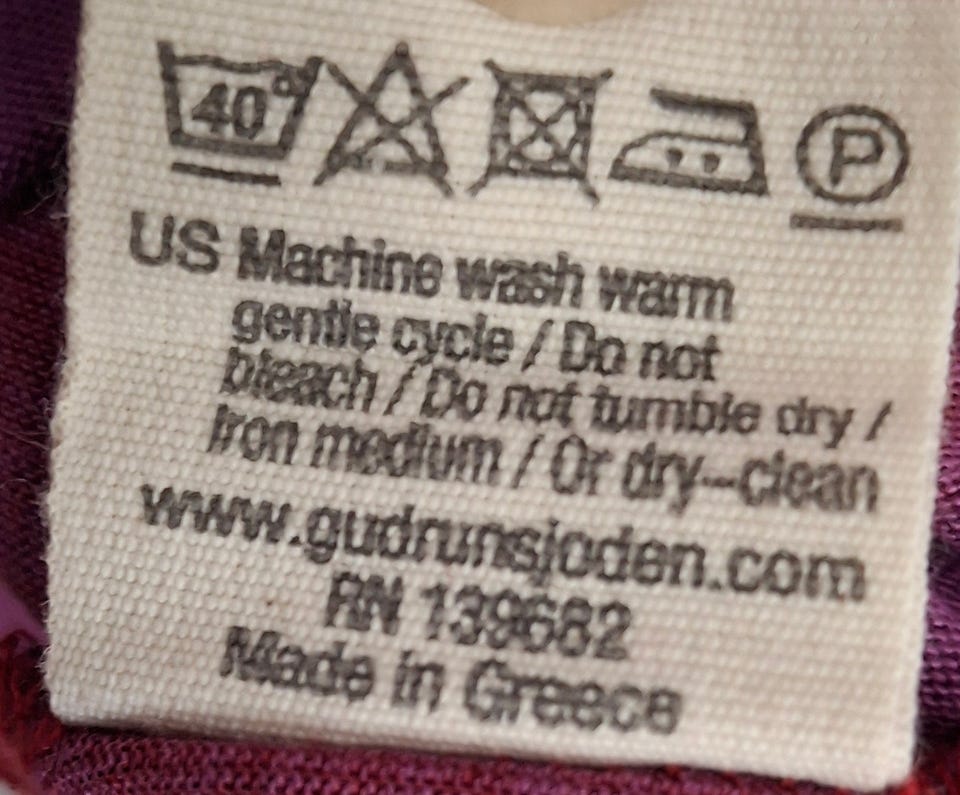 40°
P
US Machine wash warm
gentle cycle / Do not
bleach / Do not tumble dry /
Iron medium / Or dry-clean
www.gudrunsjoden.com
RN 139682
Made in Greece